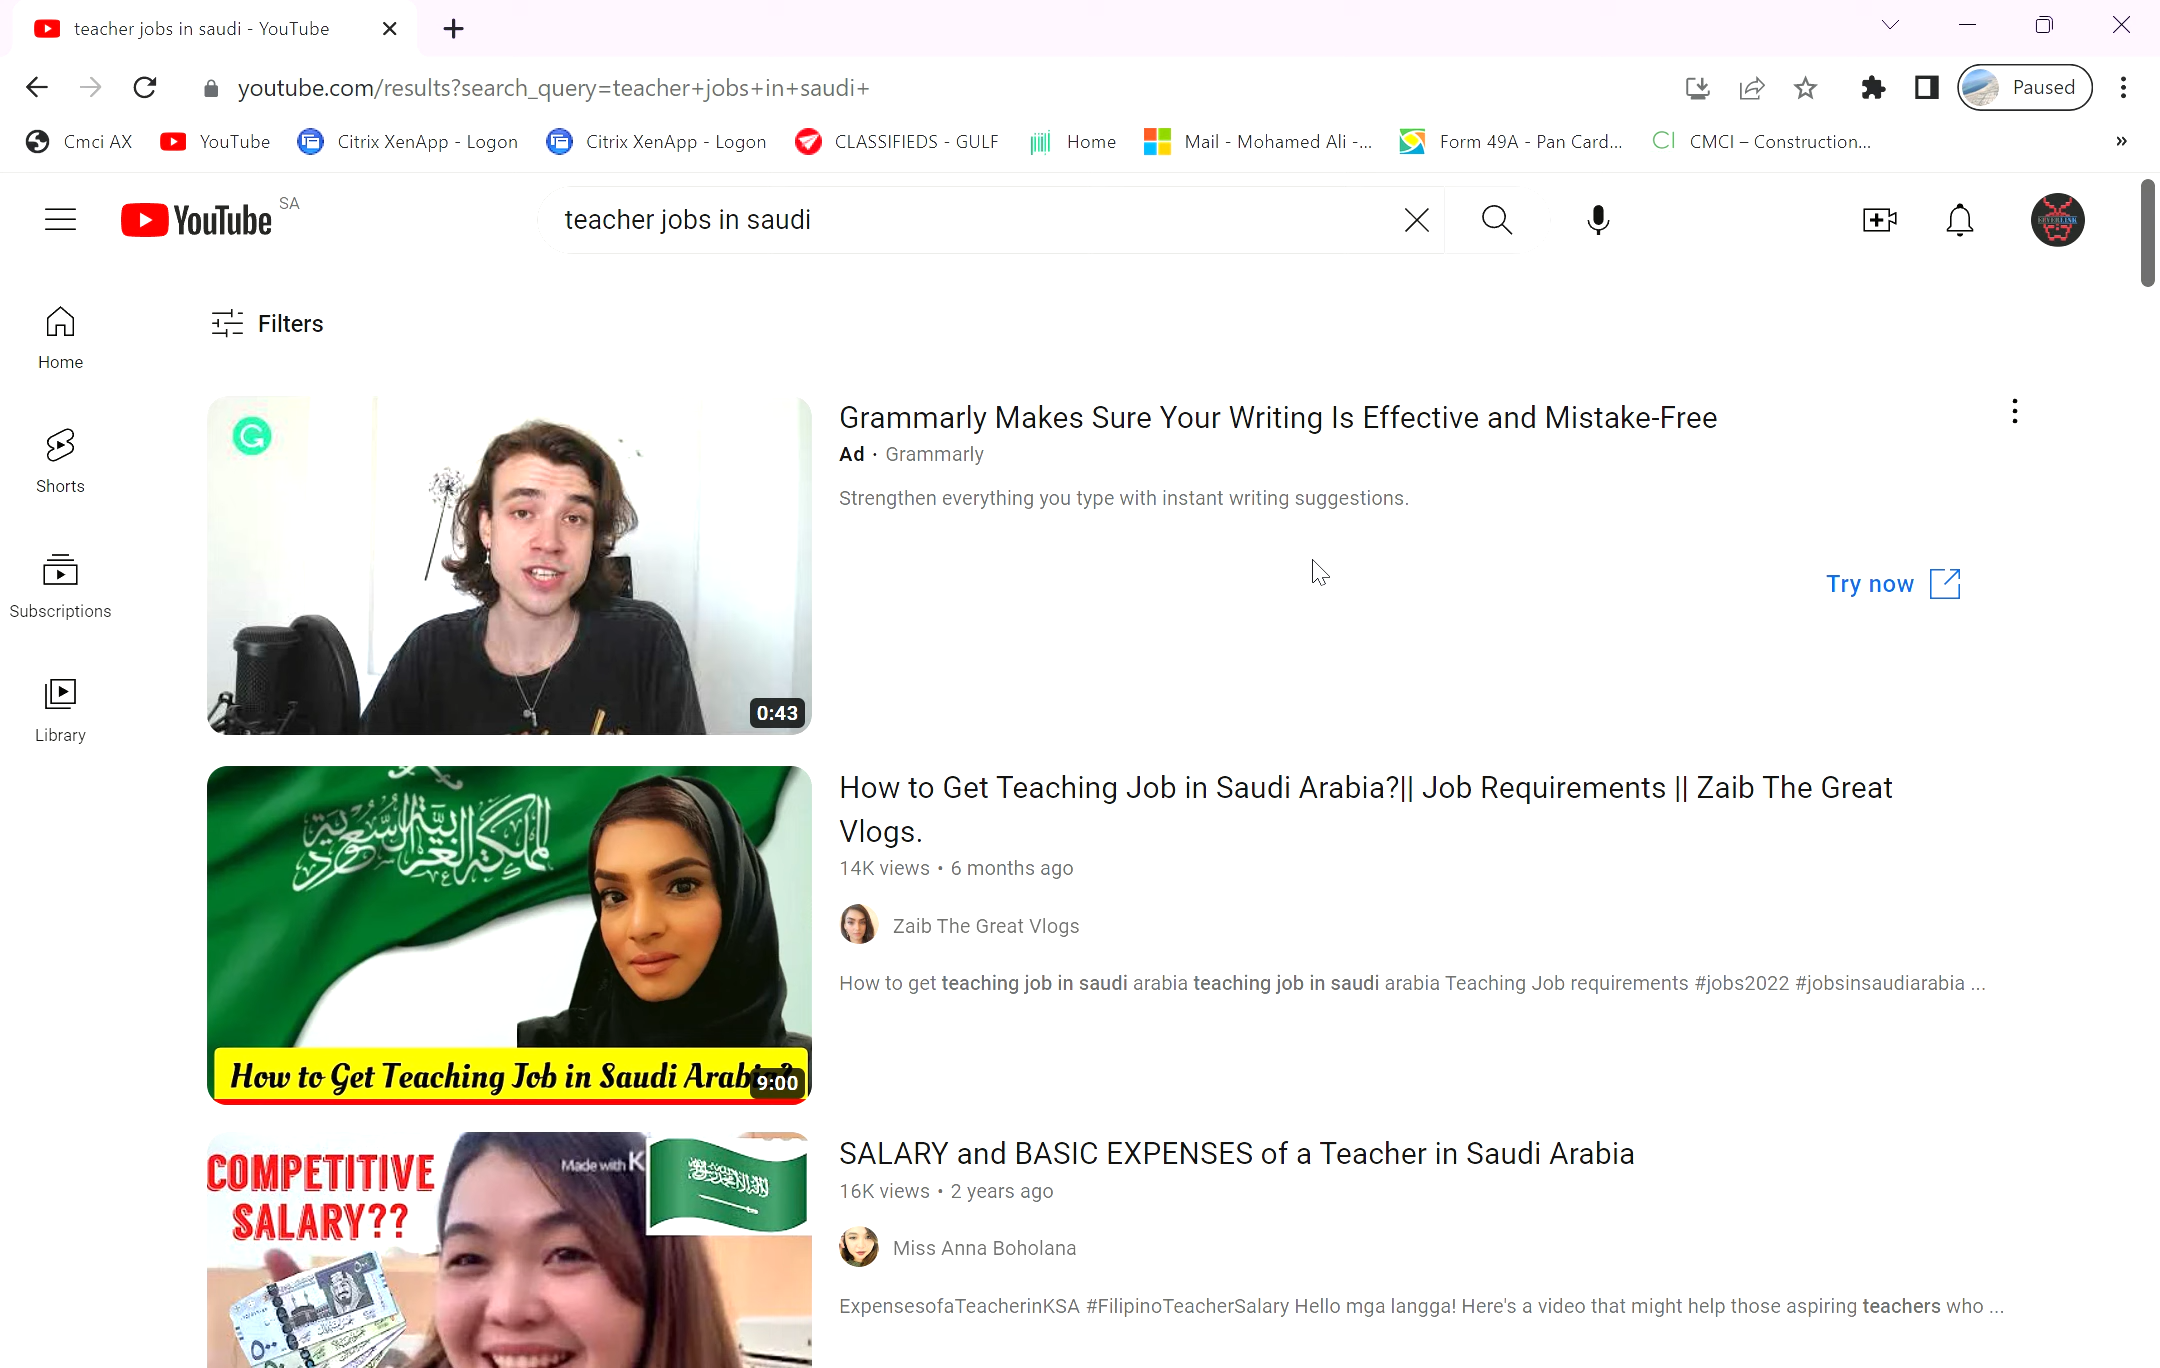 teacher jobs in saudi - YouTube
youtube.com/results?search_query=teacher+jobs+in+saudi+
Paused
Cmci AX
YouTube
Citrix XenApp - Logon
Citrix XenApp - Logon
CLASSIFIEDS - GULF
Home
Mail - Mohamed Ali -...
Form 49A - Pan Card...
CI
CMCI – Construction...
»
YouTube
SA
teacher jobs in saudi
Home
Shorts
Subscriptions
Library
Filters
0:43
Grammarly Makes Sure Your Writing Is Effective and Mistake-Free
Ad · Grammarly
Strengthen everything you type with instant writing suggestions.
Try now
المملكة العربية السعودية
How to Get Teaching Job in Saudi Arabia?
9:00
How to Get Teaching Job in Saudi Arabia?|| Job Requirements || Zaib The Great
Vlogs.
14K views • 6 months ago
Zaib The Great Vlogs
How to get teaching job in saudi arabia teaching job in saudi arabia Teaching Job requirements #jobs2022 #jobsinsaudiarabia ...
COMPETITIVE
SALARY??
Made with K
SALARY and BASIC EXPENSES of a Teacher in Saudi Arabia
16K views • 2 years ago
Miss Anna Boholana
ExpensesofaTeacherinKSA #FilipinoTeacherSalary Hello mga langga! Here's a video that might help those aspiring teachers who ...